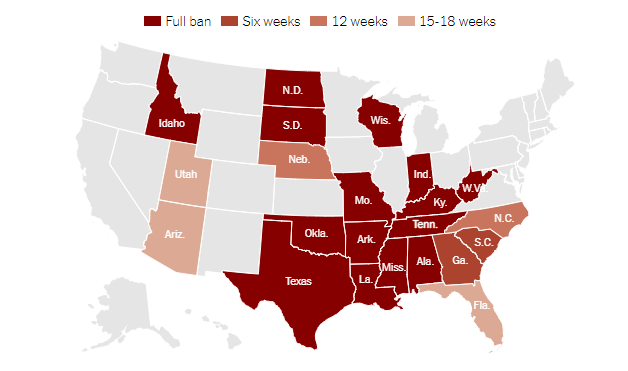 Full ban Six weeks 12 weeks 15-18 weeks
N.D.
Idaho
S.D.
Wis.
Neb.
Utah
Ind.
W.Va.
Mo.
Ky.
N.C.
Tenn.
Ariz.
Okla.
Ark.
S.C.
Ga.
Miss.
Ala.
Texas
La.
Fla.